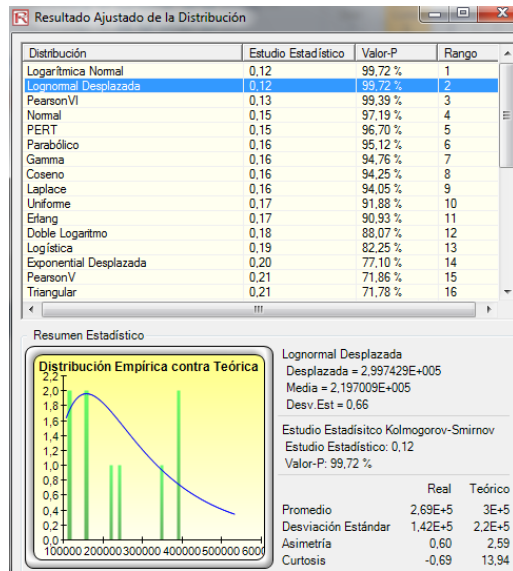 Resultado Ajustado de la Distribución
Distribución Estudio Estadístico Valor-P Rango
Logarítmica Normal 0,12 99,72 % 1
Lognormal Desplazada 0,12 99,72 % 2
PearsonVI 0,13 99,39 % 3
Normal 0,15 97,19 % 4
PERT 0,15 96,70 % 5
Parabólico 0,16 95,12 % 6
Gamma 0,16 94,76 % 7
Coseno 0,16 94,25 % 8
Laplace 0,16 94,05 % 9
Uniforme 0,17 91,88 % 10
Erlang 0,17 90,93 % 11
Doble Logaritmo 0,18 88,07 % 12
Logística 0,19 82,25 % 13
Exponential Desplazada 0,20 77,10 % 14
PearsonV 0,21 71,86 % 15
Triangular 0,21 71,78 % 16
Resumen Estadístico
Distribución Empírica contra Teórica
2,2
2,0
1,8
1,6
1,4
1,2
1,0
0,8
0,6
0,4
0,2
0,0
100000 200000 300000 400000 500000 6000
Lognormal Desplazada
Desplazada = 2,997429E+005
Media = 2,197009E+005
Desv.Est = 0,66
Estudio Estadísitco Kolmogorov-Smirnov
Estudio Estadístico: 0,12
Valor-P: 99,72 %
Real Teórico
Promedio 2,69E+5 3E+5
Desviación Estándar 1,42E+5 2,2E+5
Asimetría 0,60 2,59
Curtosis -0,69 13,94